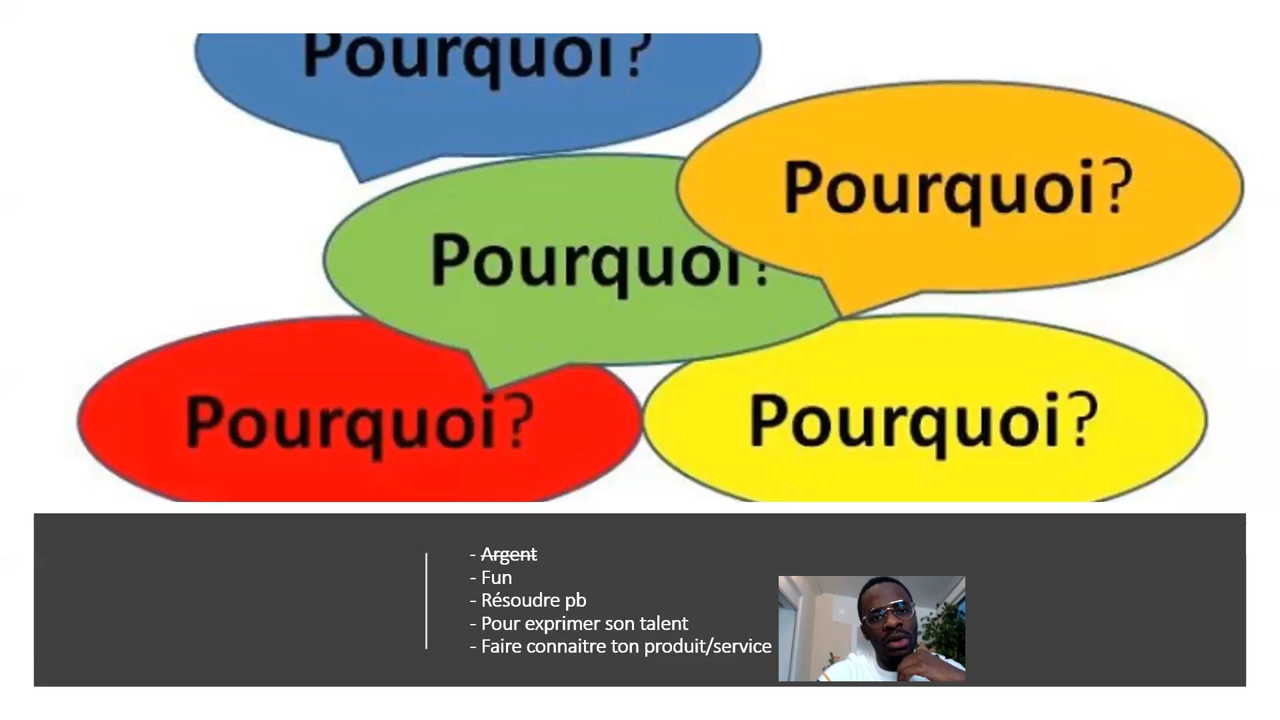 Pourquoi?
Pourquoi?
Pourquoi?
Pourquoi?
Pourquoi?
- Argent
- Fun
- Résoudre pb
- Pour exprimer son talent
- Faire connaitre ton produit/service